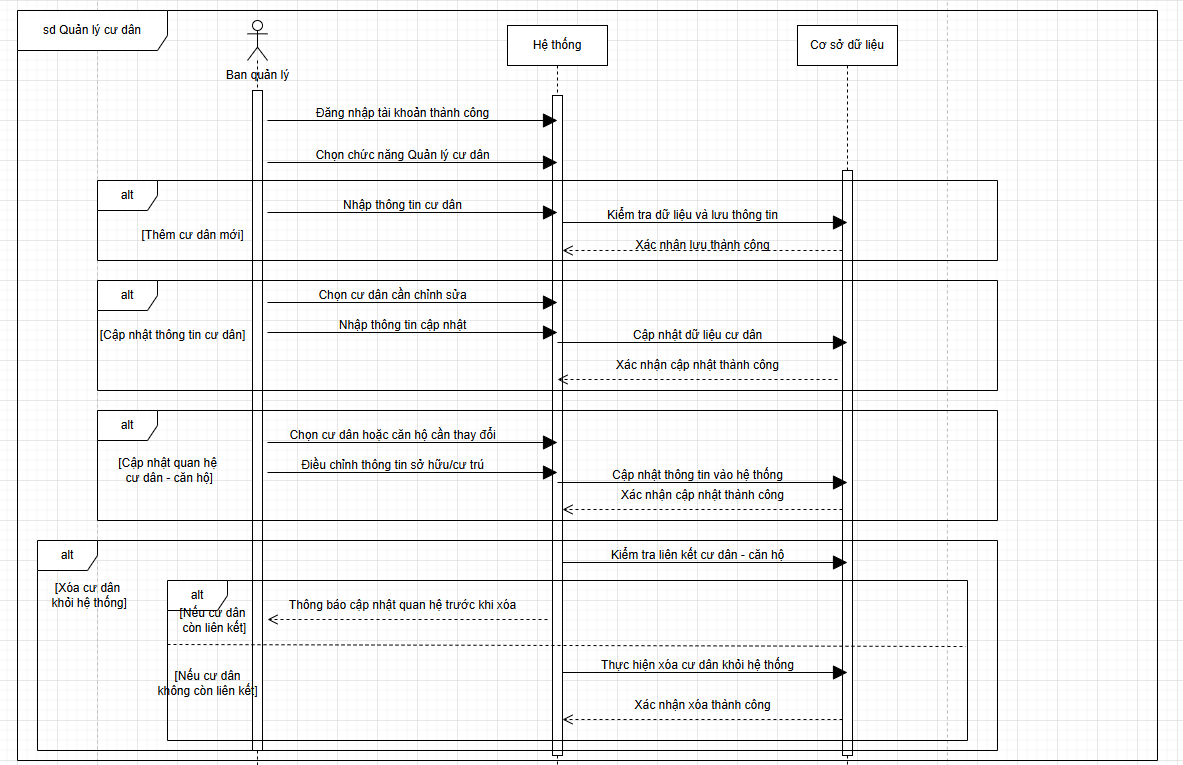 sd Quản lý cư dân
Ban quản lý
Hệ thống
Cơ sở dữ liệu
Đăng nhập tài khoản thành công
Chọn chức năng Quản lý cư dân
alt
[Thêm cư dân mới]
Nhập thông tin cư dân
Kiểm tra dữ liệu và lưu thông tin
Xác nhận lưu thành công
alt
[Cập nhật thông tin cư dân]
Chọn cư dân cần chỉnh sửa
Nhập thông tin cập nhật
Cập nhật dữ liệu cư dân
Xác nhận cập nhật thành công
alt
[Cập nhật quan hệ
cư dân - căn hộ]
Chọn cư dân hoặc căn hộ cần thay đổi
Điều chỉnh thông tin sở hữu/cư trú
Cập nhật thông tin vào hệ thống
Xác nhận cập nhật thành công
alt
[Xóa cư dân
khỏi hệ thống]
Kiểm tra liên kết cư dân - căn hộ
alt
[Nếu cư dân
còn liên kết]
Thông báo cập nhật quan hệ trước khi xóa
[Nếu cư dân
không còn liên kết]
Thực hiện xóa cư dân khỏi hệ thống
Xác nhận xóa thành công